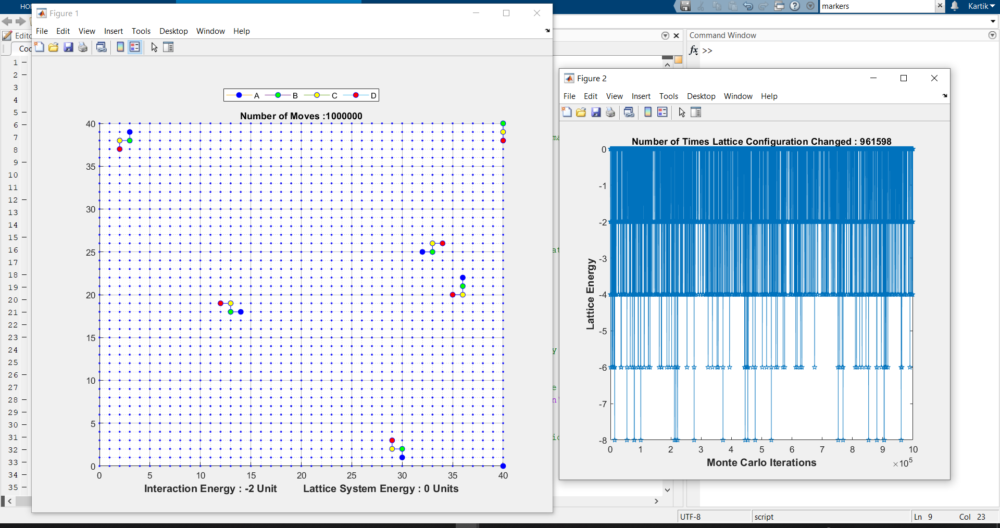 HO
markers
Kartik
Figure 1
File Edit View Insert Tools Desktop Window Help
Edito
Cod
Command Window
fx >>
1
2
3
4
5
6
7
8
9
10
11
12
13
14
15
16
17
18
19
20
21
22
23
24
25
26
27
28
29
30
31
32
33
34
35
A B C D
Number of Moves :1000000
40
35
30
25
20
15
10
5
0
0 5 10 15 20 25 30 35 40
Interaction Energy : -2 Unit Lattice System Energy : 0 Units
ma
at
y
e
n'
ic
Figure 2
File Edit View Insert Tools Desktop Window Help
Number of Times Lattice Configuration Changed : 961598
0
-1
-2
-3
-4
-5
-6
-7
-8
Lattice Energy
0 1 2 3 4 5 6 7 8 9 10
×10^5
Monte Carlo Iterations
UTF-8 script Ln 9 Col 23